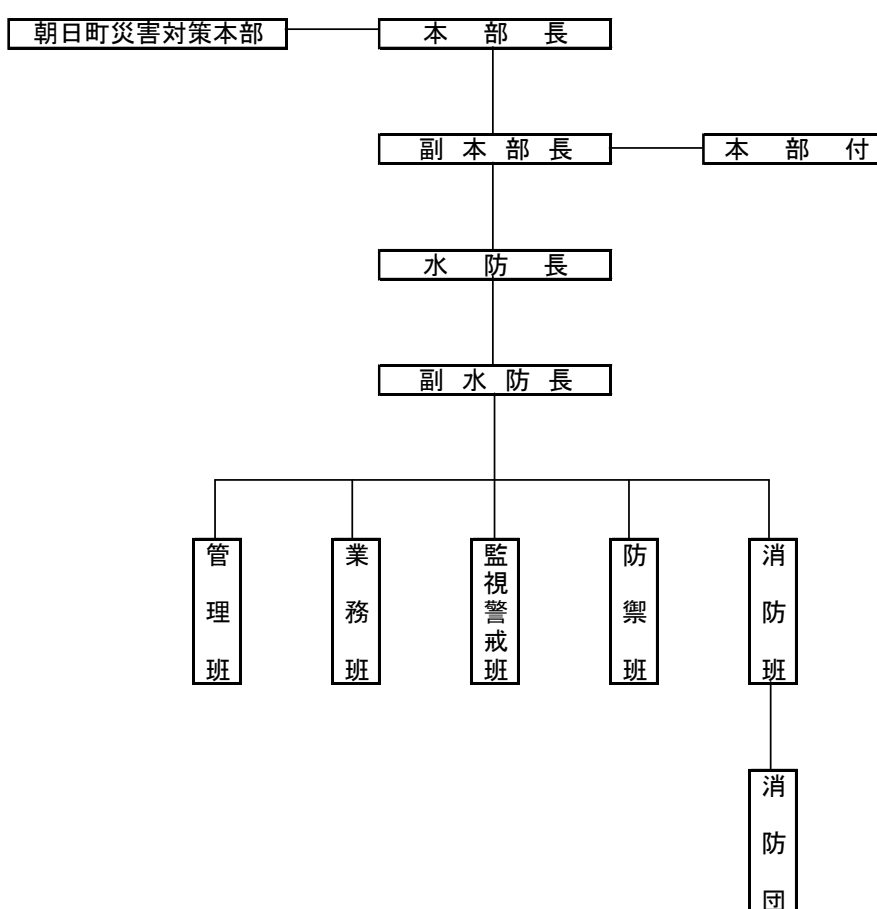 朝日町災害対策本部
本部長
副本部長
本部付
水防長
副水防長
管理班
業務班
監視警戒班
防禦班
消防班
消防団